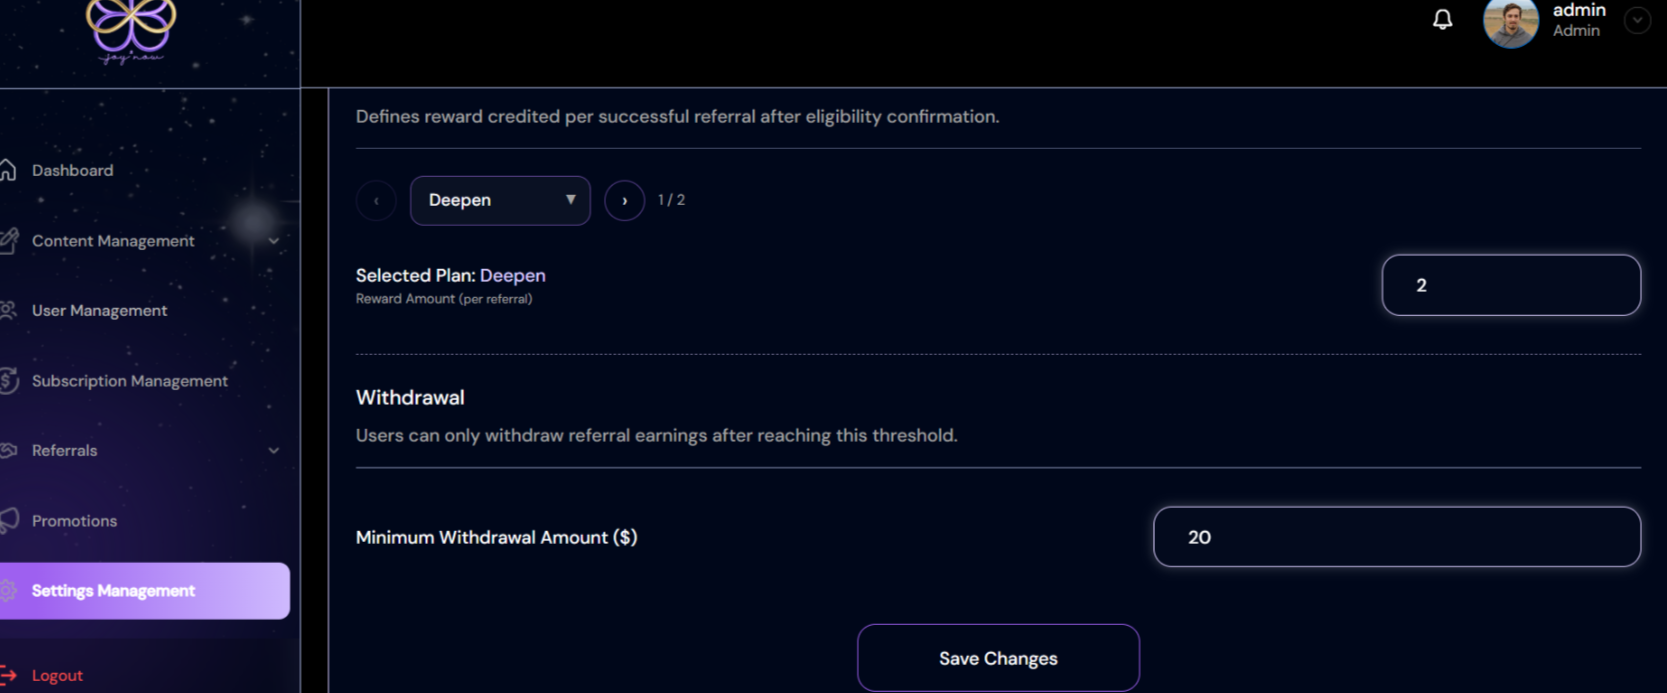 joy now
admin
Admin
Defines reward credited per successful referral after eligibility confirmation.
Dashboard
‹ Deepen ▼ › 1 / 2
Content Management
Selected Plan: Deepen
Reward Amount (per referral)
2
User Management
Subscription Management
Withdrawal
Users can only withdraw referral earnings after reaching this threshold.
Referrals
Promotions
Minimum Withdrawal Amount ($)
20
Settings Management
Save Changes
Logout